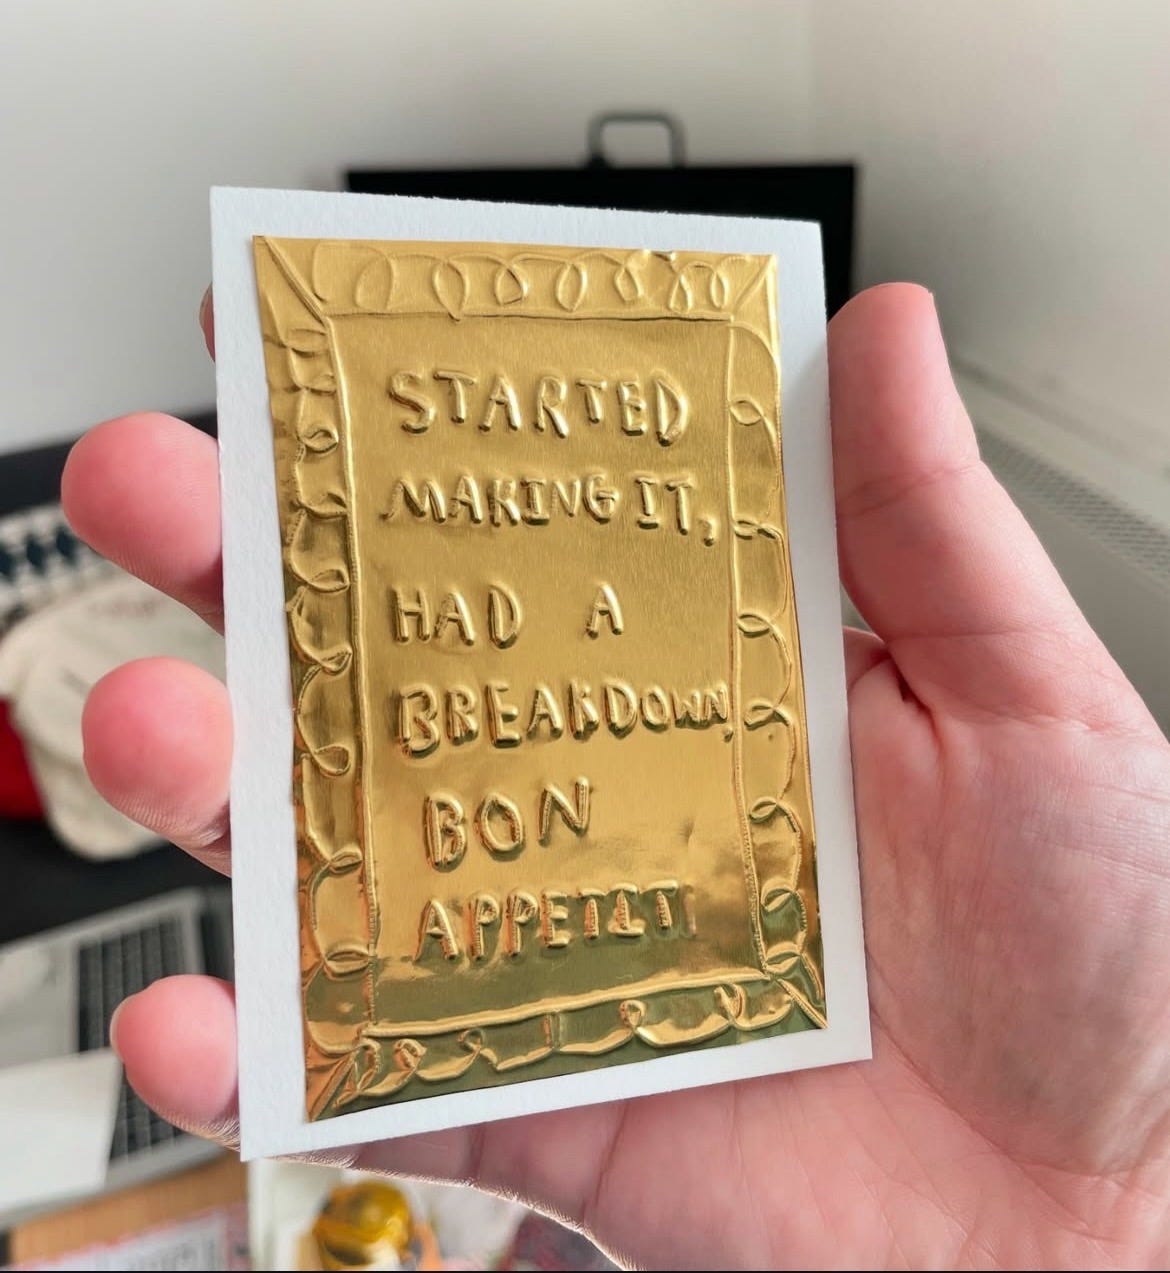 STARTED
MAKING IT,
HAD A
BREAKDOWN,
BON
APPETIT!